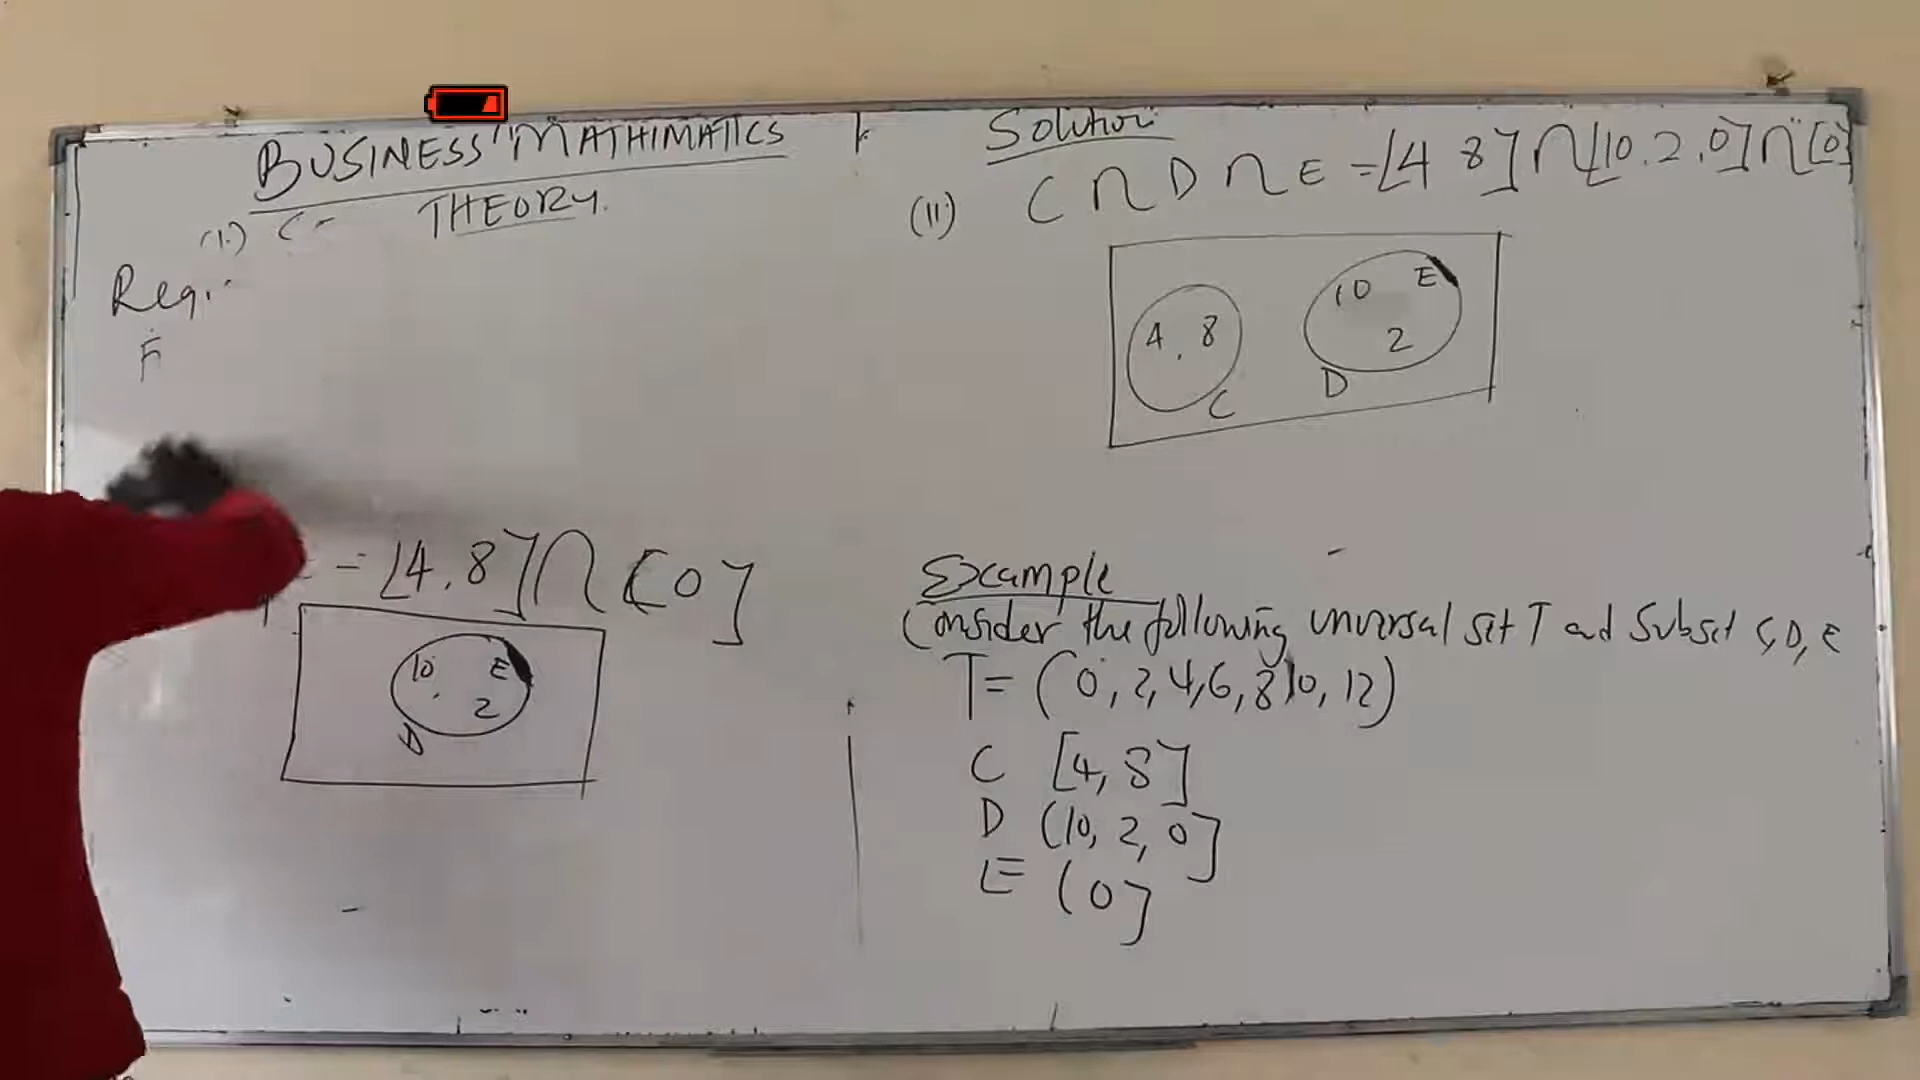 BUSINESS MATHIMATICS
THEORY.
(I.) C
Req:
= [4,8] ∩ [0]
10 E
2
D
Solution
(II) C ∩ D ∩ E = [4 8] ∩ [10,2,0] ∩ [0]
10 E
4, 8
2
D
C
Example
Consider the following universal set T and Subset C, D, E
T = (0, 2, 4, 6, 8 10, 12)
C [4, 8]
D (10, 2, 0]
E (0]